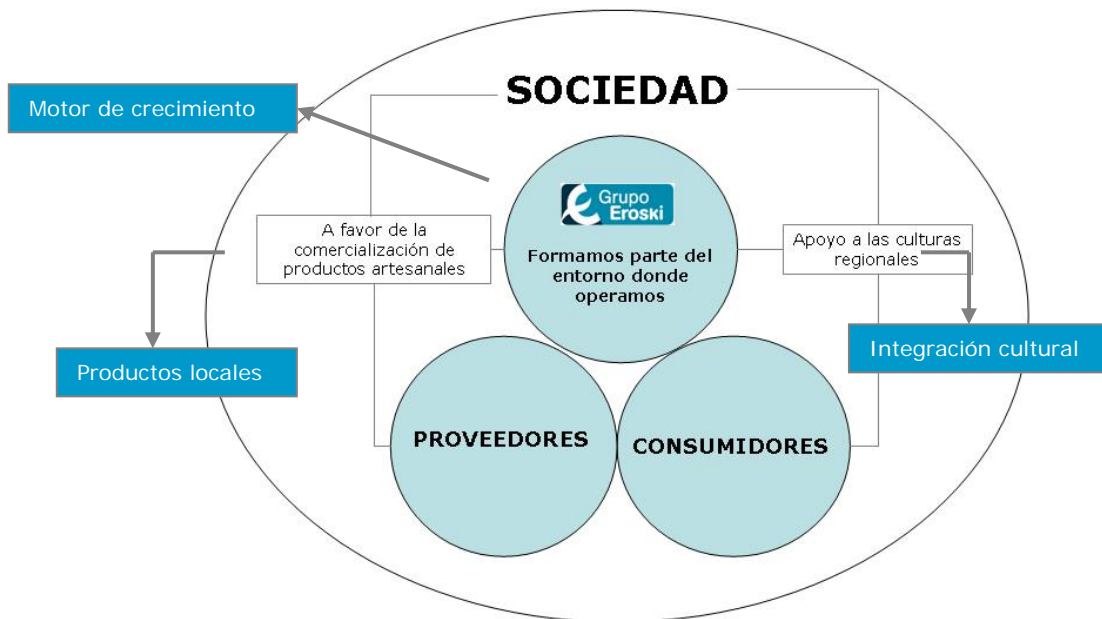 SOCIEDAD
Motor de crecimiento
Grupo
Eroski
A favor de la
comercialización de
productos artesanales
Formamos parte del
entorno donde
operamos
Apoyo a las culturas
regionales
Productos locales
Integración cultural
PROVEEDORES
CONSUMIDORES